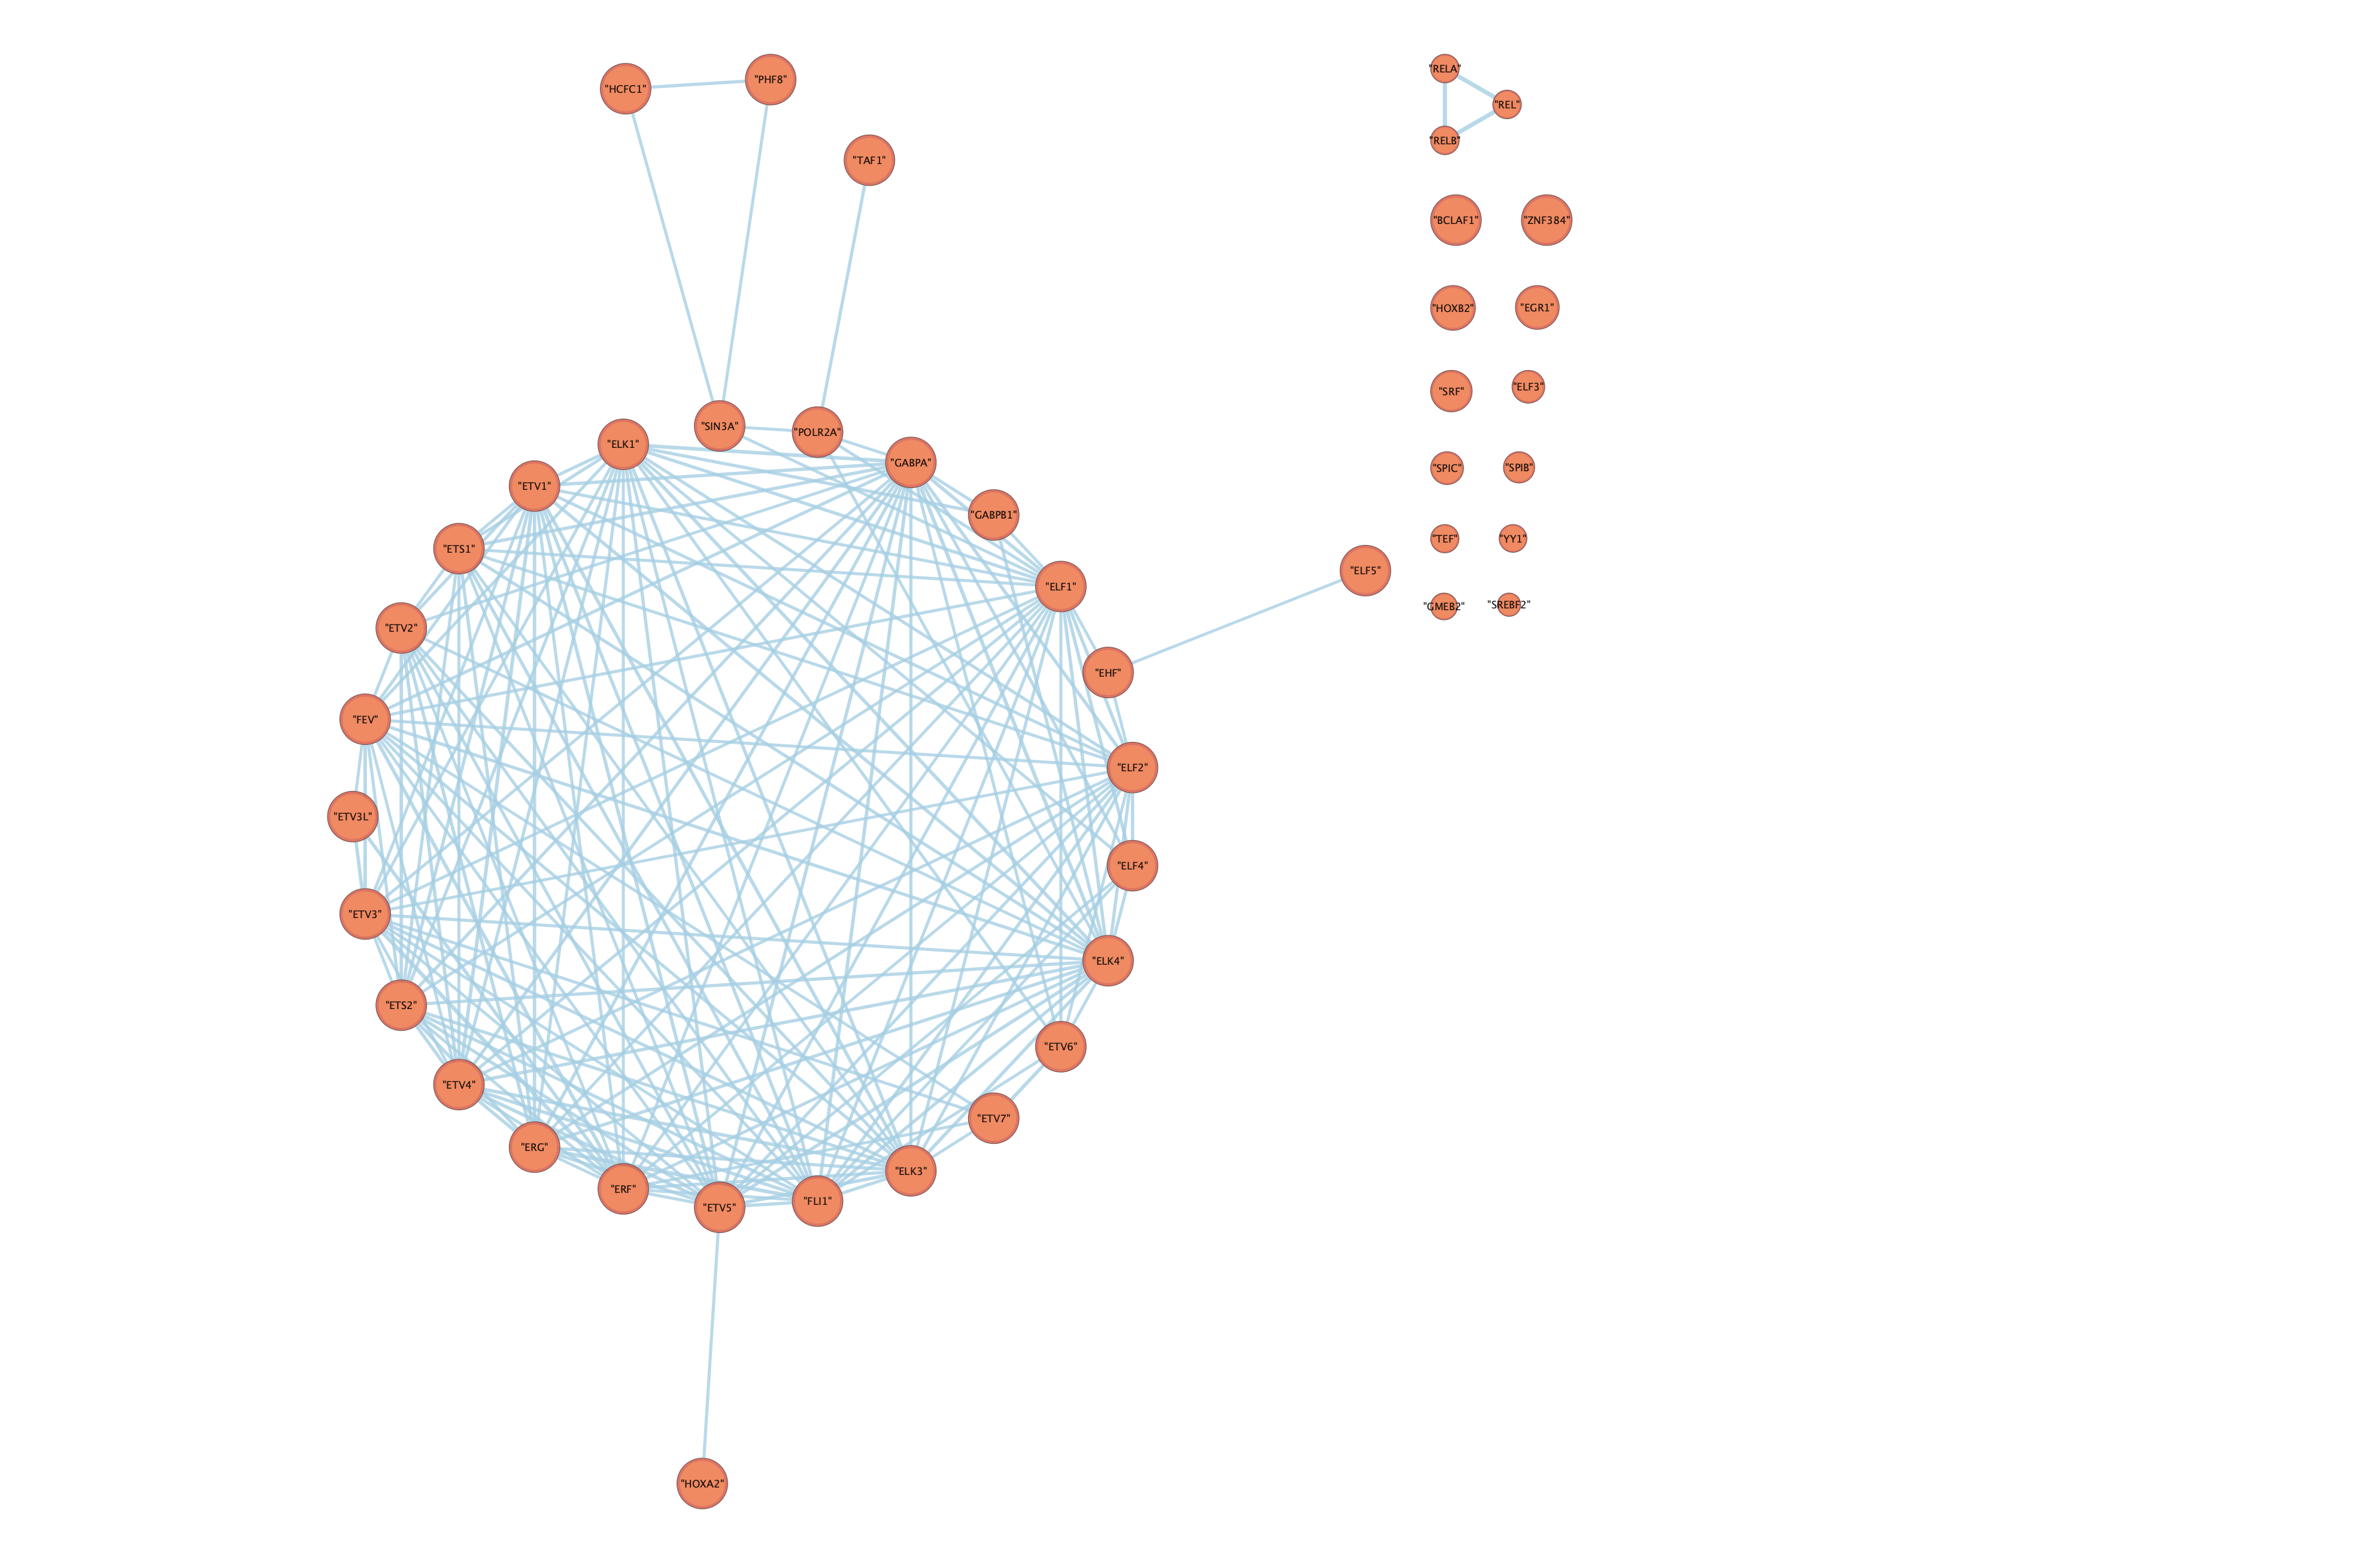 "HCFC1"
"PHF8"
"TAF1"
"SIN3A"
"POLR2A"
"ELK1"
"GABPA"
"ETV1"
"GABPB1"
"ETS1"
"ELF1"
"ETV2"
"EHF"
"ELF5"
"FEV"
"ELF2"
"ETV3L"
"ELF4"
"ETV3"
"ELK4"
"ETS2"
"ETV6"
"ETV4"
"ETV7"
"ERG"
"ELK3"
"ERF"
"ETV5"
"FLI1"
"HOXA2"
"RELA"
"REL"
"RELB"
"BCLAF1"
"ZNF384"
"HOXB2"
"EGR1"
"SRF"
"ELF3"
"SPIC"
"SPIB"
"TEF"
"YY1"
"GMEB2"
"SREBF2"